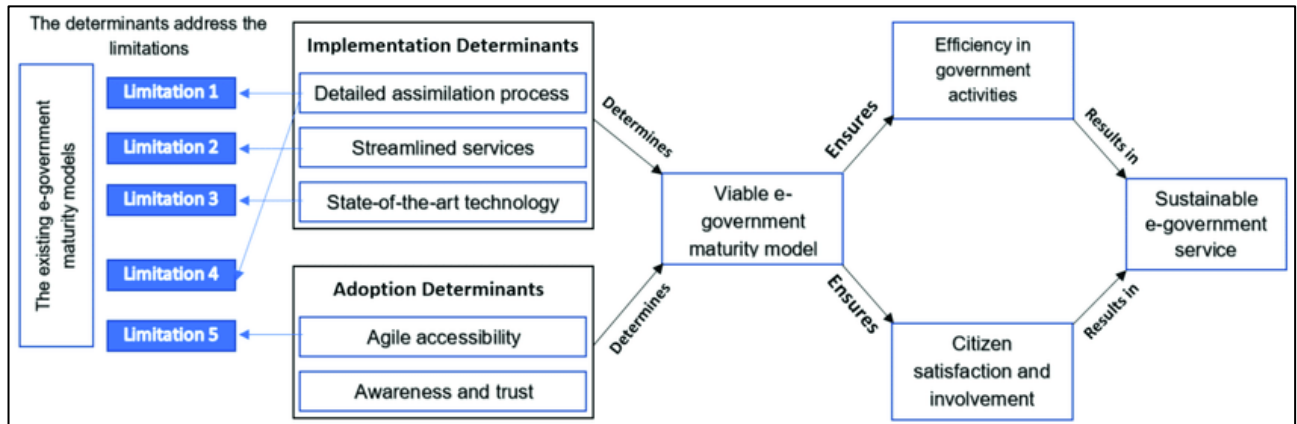 The determinants address the
limitations
The existing e-government
maturity models
Limitation 1
Limitation 2
Limitation 3
Limitation 4
Limitation 5
Implementation Determinants
Detailed assimilation process
Streamlined services
State-of-the-art technology
Adoption Determinants
Agile accessibility
Awareness and trust
Determines
Determines
Viable e-
government
maturity model
Ensures
Ensures
Efficiency in
government
activities
Citizen
satisfaction and
involvement
Results in
Results in
Sustainable
e-government
service